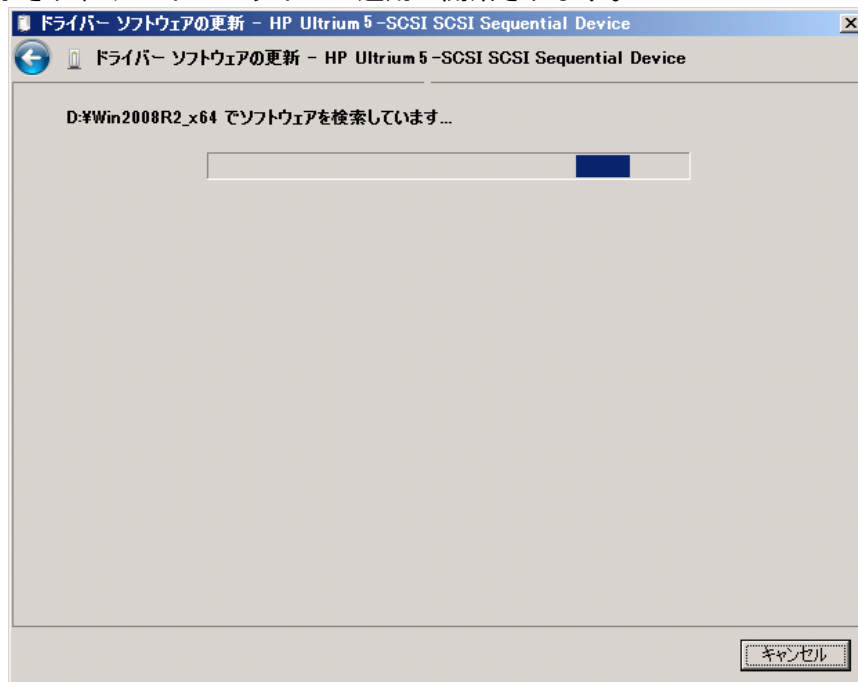 ドライバー ソフトウェアの更新 - HP Ultrium 5 -SCSI SCSI Sequential Device
ドライバー ソフトウェアの更新 - HP Ultrium 5 -SCSI SCSI Sequential Device
D:¥Win2008R2_x64 でソフトウェアを検索しています...
キャンセル